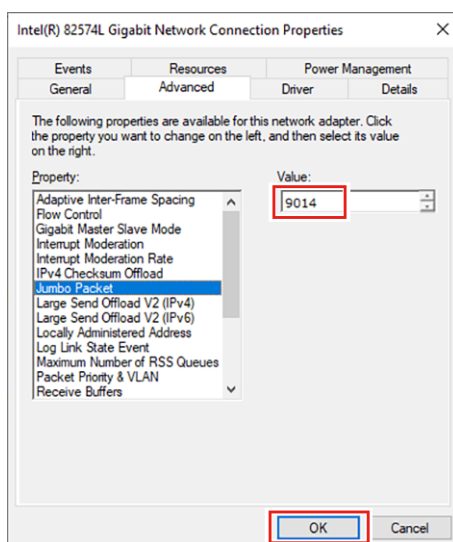 Intel(R) 82574L Gigabit Network Connection Properties
Events Resources Power Management
General Advanced Driver Details
The following properties are available for this network adapter. Click
the property you want to change on the left, and then select its value
on the right.
Property:
Value:
Adaptive Inter-Frame Spacing
Flow Control
Gigabit Master Slave Mode
Interrupt Moderation
Interrupt Moderation Rate
IPv4 Checksum Offload
Jumbo Packet
Large Send Offload V2 (IPv4)
Large Send Offload V2 (IPv6)
Locally Administered Address
Log Link State Event
Maximum Number of RSS Queues
Packet Priority & VLAN
Receive Buffers
9014
OK Cancel